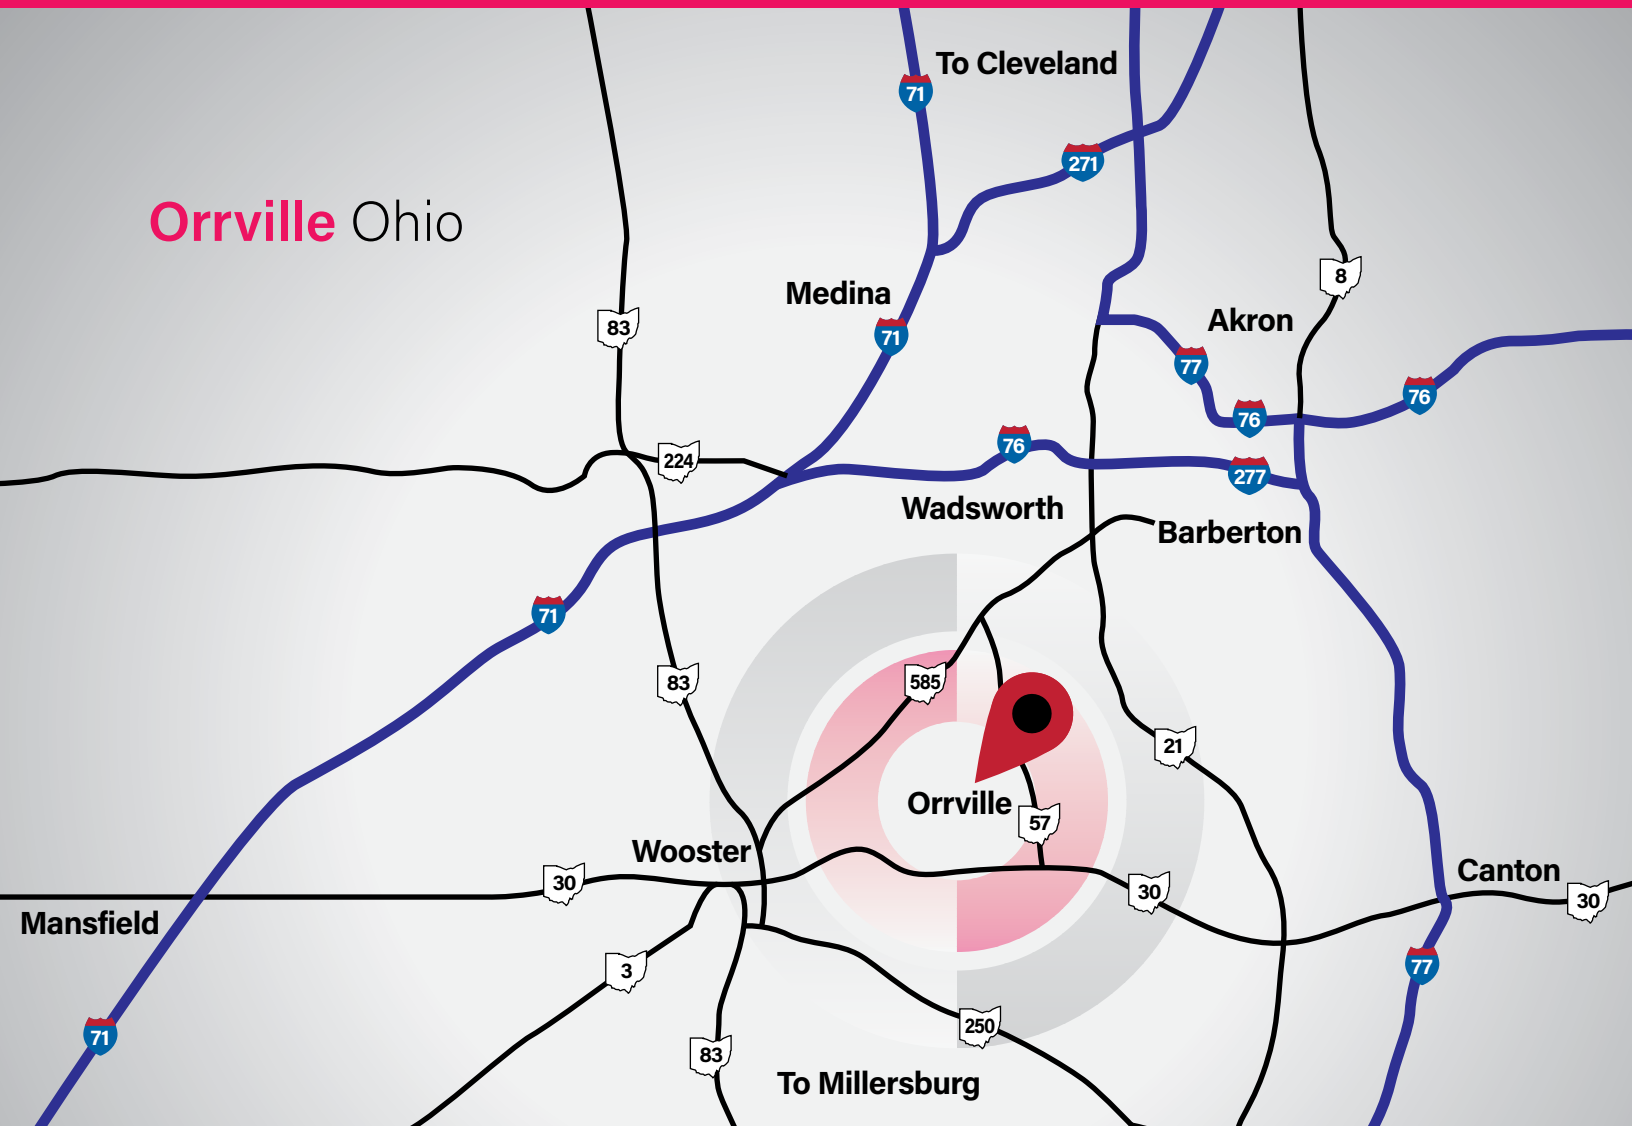 To Cleveland
71
271
Orrville Ohio
8
Medina
Akron
83
71
77
76
76
76
224
277
Wadsworth
Barberton
71
83
585
21
Orrville
57
Wooster
Canton
30
30
30
Mansfield
3
77
250
71
83
To Millersburg